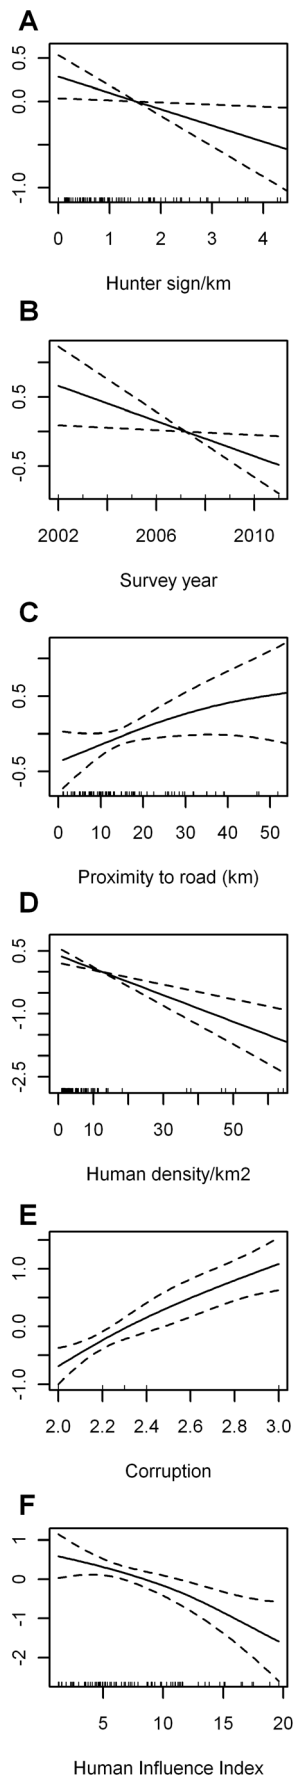 A
0.5
0.0
-1.0
0 1 2 3 4
Hunter sign/km
B
0.5
-0.5
2002 2006 2010
Survey year
C
0.5
-0.5
0 10 20 30 40 50
Proximity to road (km)
D
0.5
-1.0
-2.5
0 10 30 50
Human density/km2
E
1.0
0.0
-1.0
2.0 2.2 2.4 2.6 2.8 3.0
Corruption
F
1
0
-1
-2
5 10 15 20
Human Influence Index